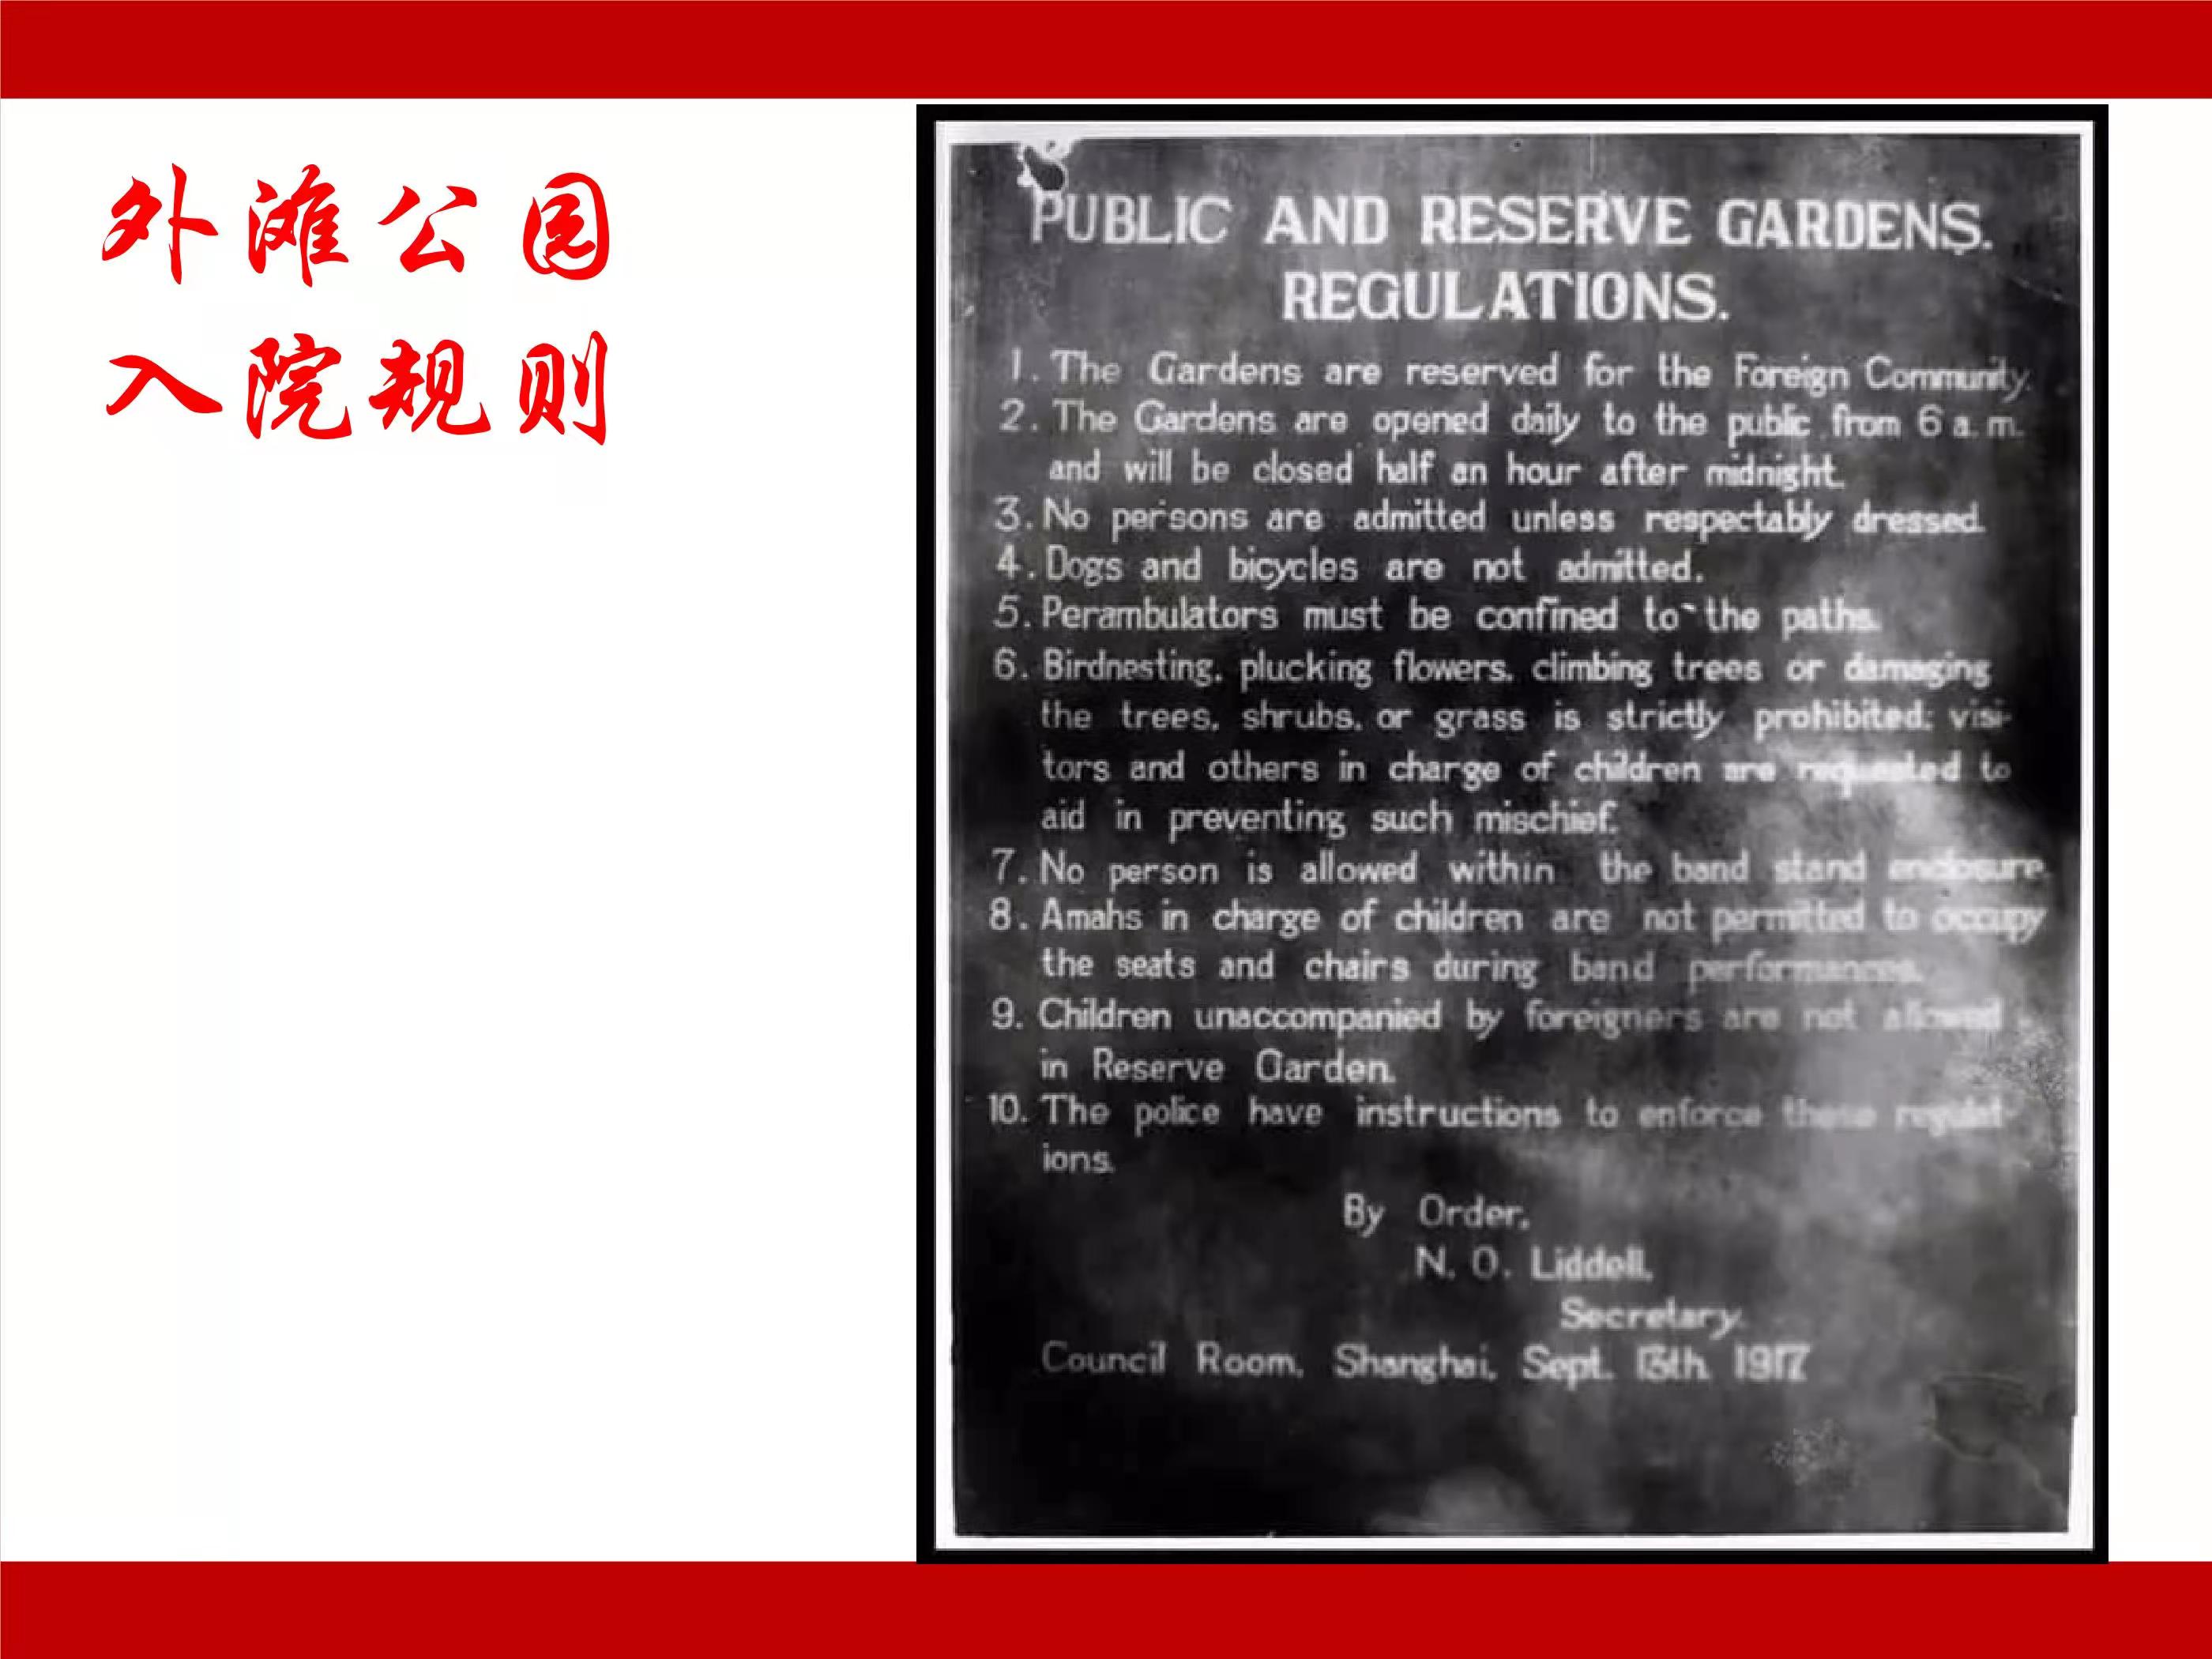 外滩公园
入院规则
PUBLIC AND RESERVE GARDENS.
REGULATIONS.
1. The Gardens are reserved for the Foreign Community.
2. The Gardens are opened daily to the public from 6 a.m.
and will be closed half an hour after midnight.
3. No persons are admitted unless respectably dressed.
4. Dogs and bicycles are not admitted.
5. Perambulators must be confined to the paths.
6. Birdnesting, plucking flowers, climbing trees or damaging
the trees, shrubs, or grass is strictly prohibited; visi-
tors and others in charge of children are requested to
aid in preventing such mischief.
7. No person is allowed within the band stand enclosure.
8. Amahs in charge of children are not permitted to occupy
the seats and chairs during band performances.
9. Children unaccompanied by foreigners are not allowed
in Reserve Garden.
10. The police have instructions to enforce these regulat-
ions.
By Order,
N. O. Liddell,
Secretary.
Council Room, Shanghai, Sept. 13th 1917